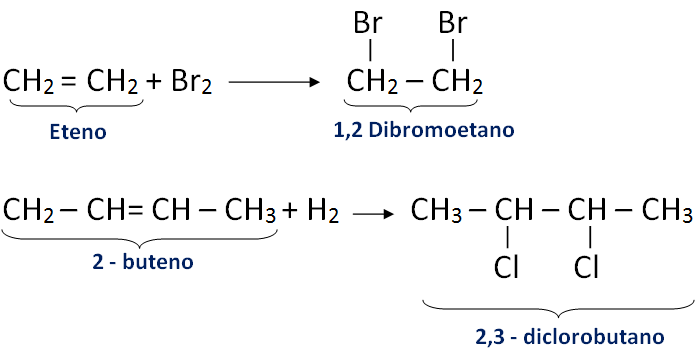 Br Br
CH2 = CH2 + Br2 ⟶ CH2 – CH2
Eteno
1,2 Dibromoetano
CH2 – CH= CH – CH3 + H2 ⟶ CH3 – CH – CH – CH3
Cl Cl
2 - buteno
2,3 - diclorobutano